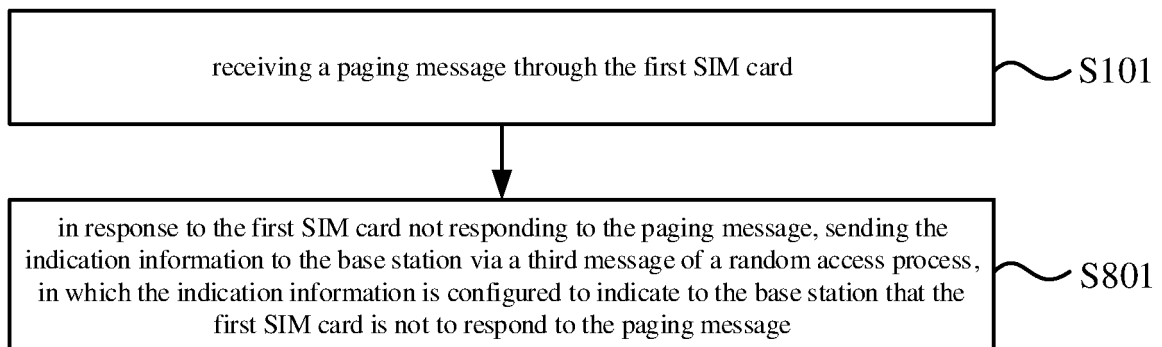 receiving a paging message through the first SIM card
S101
in response to the first SIM card not responding to the paging message, sending the
indication information to the base station via a third message of a random access process,
in which the indication information is configured to indicate to the base station that the
first SIM card is not to respond to the paging message
S801